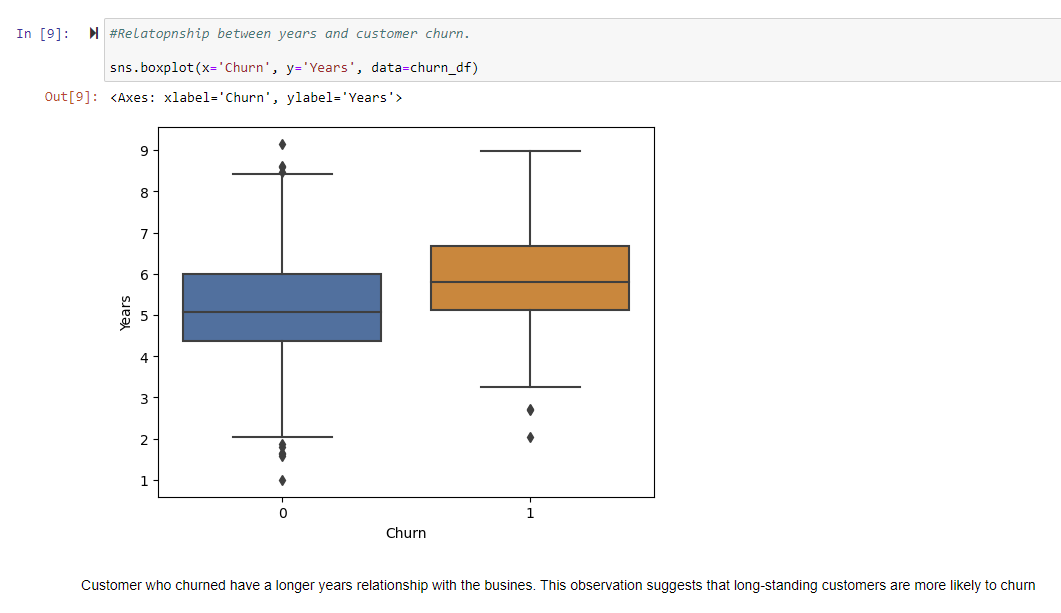 In [9]: #Relatopnship between years and customer churn.
sns.boxplot(x='Churn', y='Years', data=churn_df)
Out[9]: <Axes: xlabel='Churn', ylabel='Years'>
9
8
7
6
5
4
3
2
1
Years
0 1
Churn
Customer who churned have a longer years relationship with the busines. This observation suggests that long-standing customers are more likely to churn